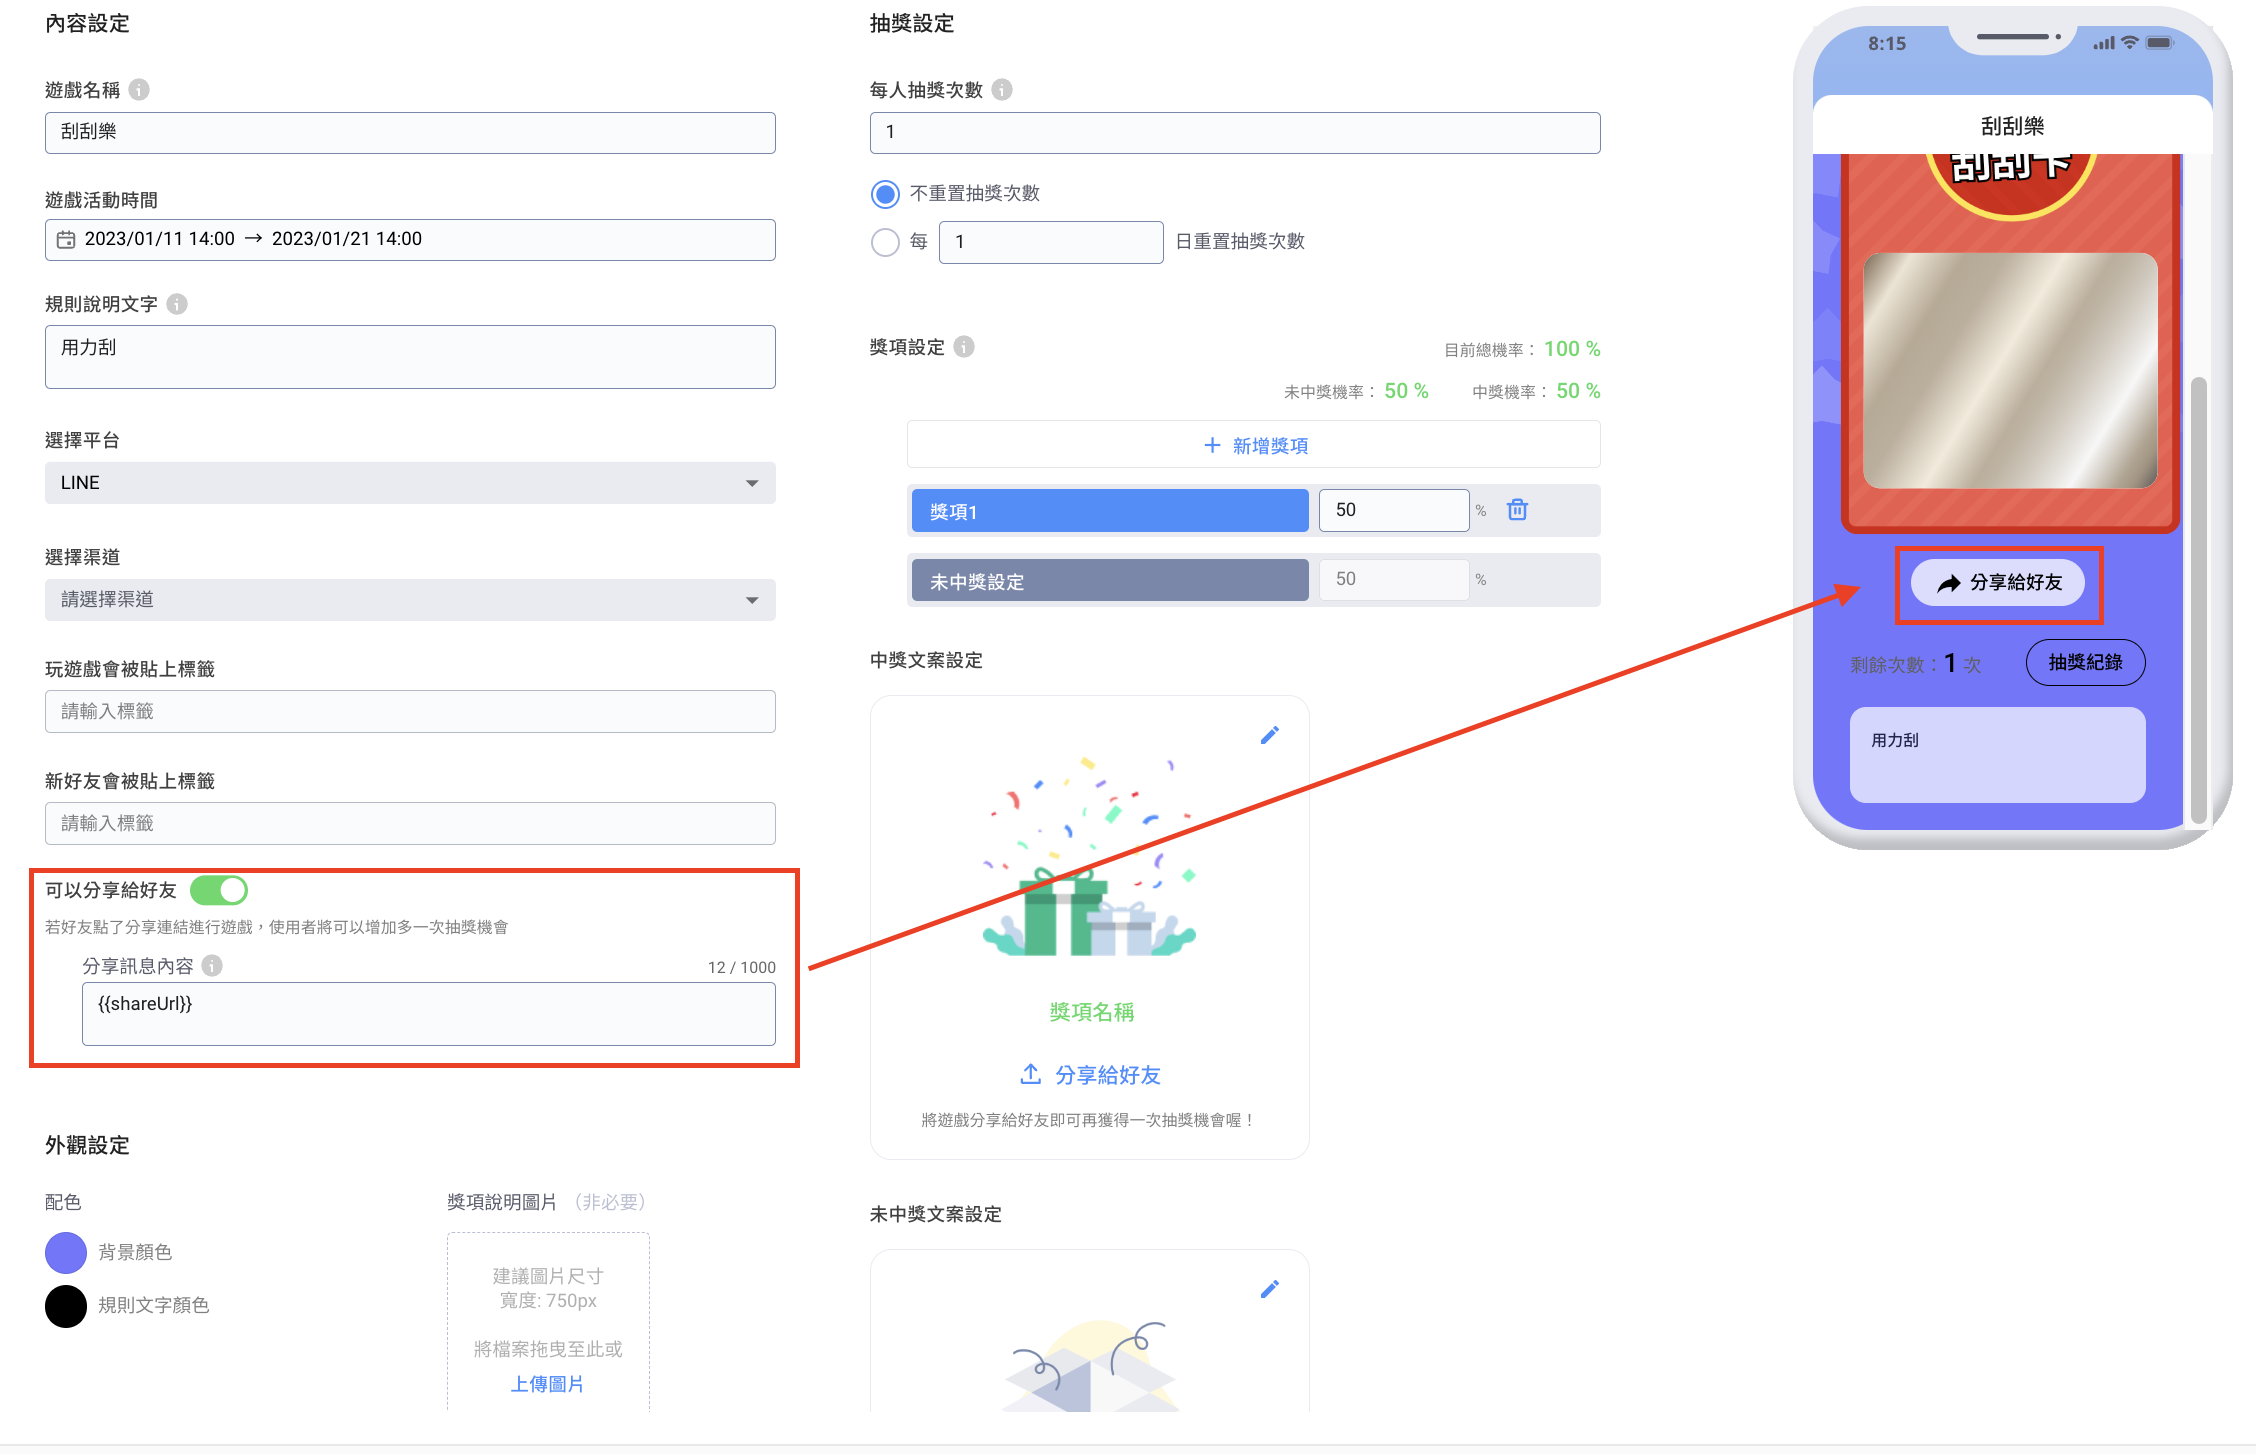 內容設定
遊戲名稱
刮刮樂
遊戲活動時間
2023/01/11 14:00 → 2023/01/21 14:00
規則說明文字
用力刮
選擇平台
LINE
選擇渠道
請選擇渠道
玩遊戲會被貼上標籤
請輸入標籤
新好友會被貼上標籤
請輸入標籤
可以分享給好友
若好友點了分享連結進行遊戲，使用者將可以增加多一次抽獎機會
分享訊息內容
12 / 1000
{{shareUrl}}
外觀設定
配色
背景顏色
規則文字顏色
獎項說明圖片 （非必要）
建議圖片尺寸
寬度: 750px
將檔案拖曳至此或
上傳圖片
抽獎設定
每人抽獎次數
1
不重置抽獎次數
每 1 日重置抽獎次數
獎項設定
目前總機率： 100 %
未中獎機率： 50 % 中獎機率： 50 %
+ 新增獎項
獎項1 50 %
未中獎設定 50 %
中獎文案設定
獎項名稱
分享給好友
將遊戲分享給好友即可再獲得一次抽獎機會喔！
未中獎文案設定
8:15
刮刮樂
刮刮卡
分享給好友
剩餘次數：1 次
抽獎紀錄
用力刮